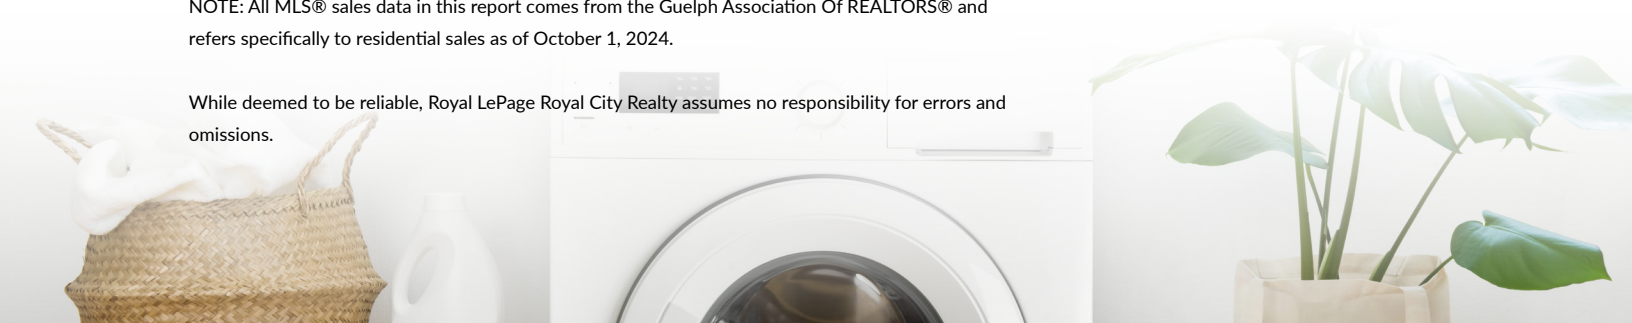 NOTE: All MLS® sales data in this report comes from the Guelph Association Of REALTORS® and
refers specifically to residential sales as of October 1, 2024.
While deemed to be reliable, Royal LePage Royal City Realty assumes no responsibility for errors and
omissions.